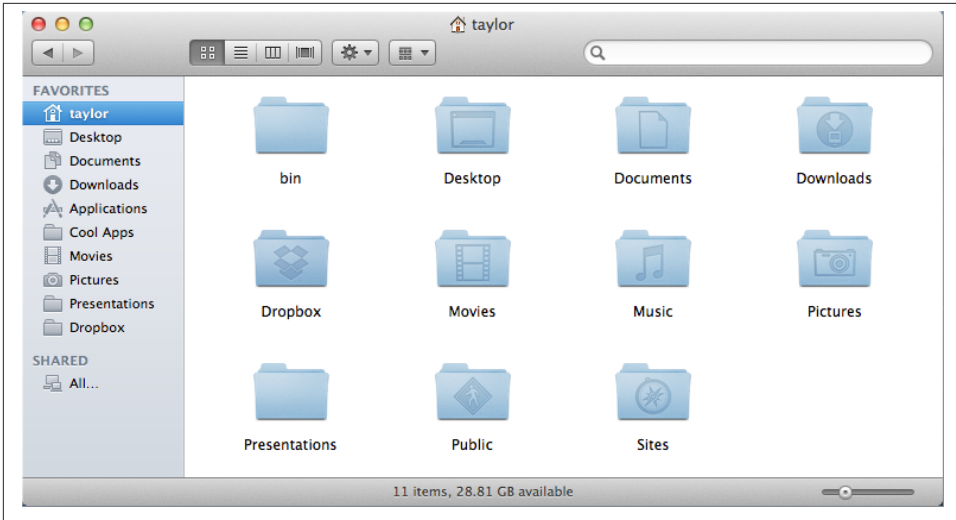 taylor
FAVORITES
taylor
Desktop
Documents
Downloads
Applications
Cool Apps
Movies
Pictures
Presentations
Dropbox
SHARED
All...
bin
Desktop
Documents
Downloads
Dropbox
Movies
Music
Pictures
Presentations
Public
Sites
11 items, 28.81 GB available